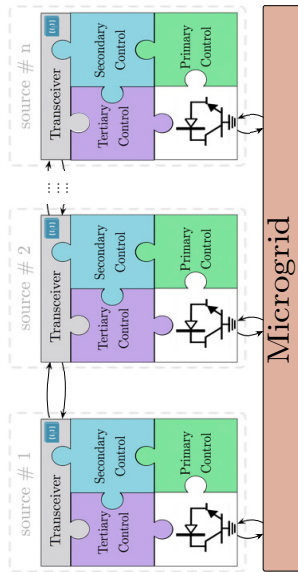 source # 1
Transceiver
Tertiary
Control
Secondary
Control
Primary
Control
source # 2
Transceiver
Tertiary
Control
Secondary
Control
Primary
Control
...
source # n
Transceiver
Tertiary
Control
Secondary
Control
Primary
Control
Microgrid